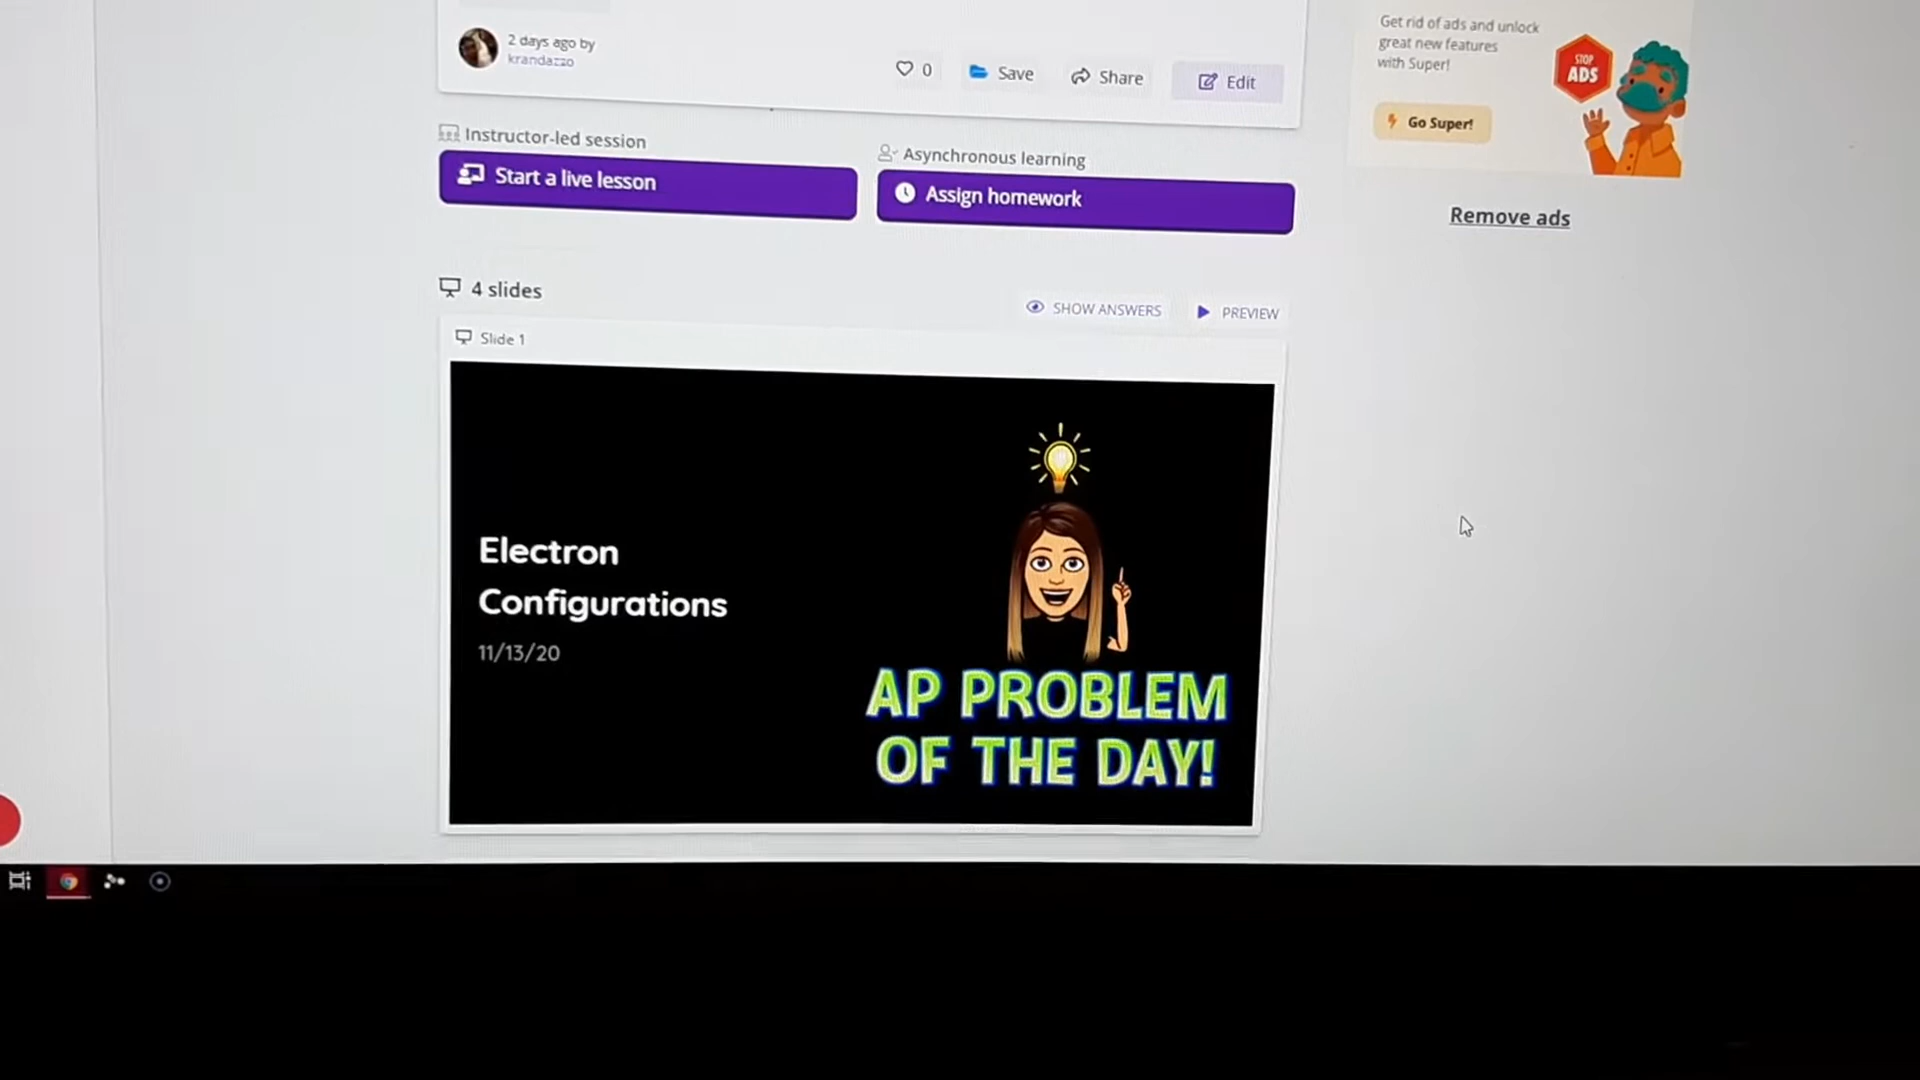 2 days ago by
krandazzo
0
Save
Share
Edit
Get rid of ads and unlock
great new features
with Super!
STOP
ADS
Go Super!
Remove ads
Instructor-led session
Start a live lesson
Asynchronous learning
Assign homework
4 slides
SHOW ANSWERS
PREVIEW
Slide 1
Electron
Configurations
11/13/20
AP PROBLEM
OF THE DAY!